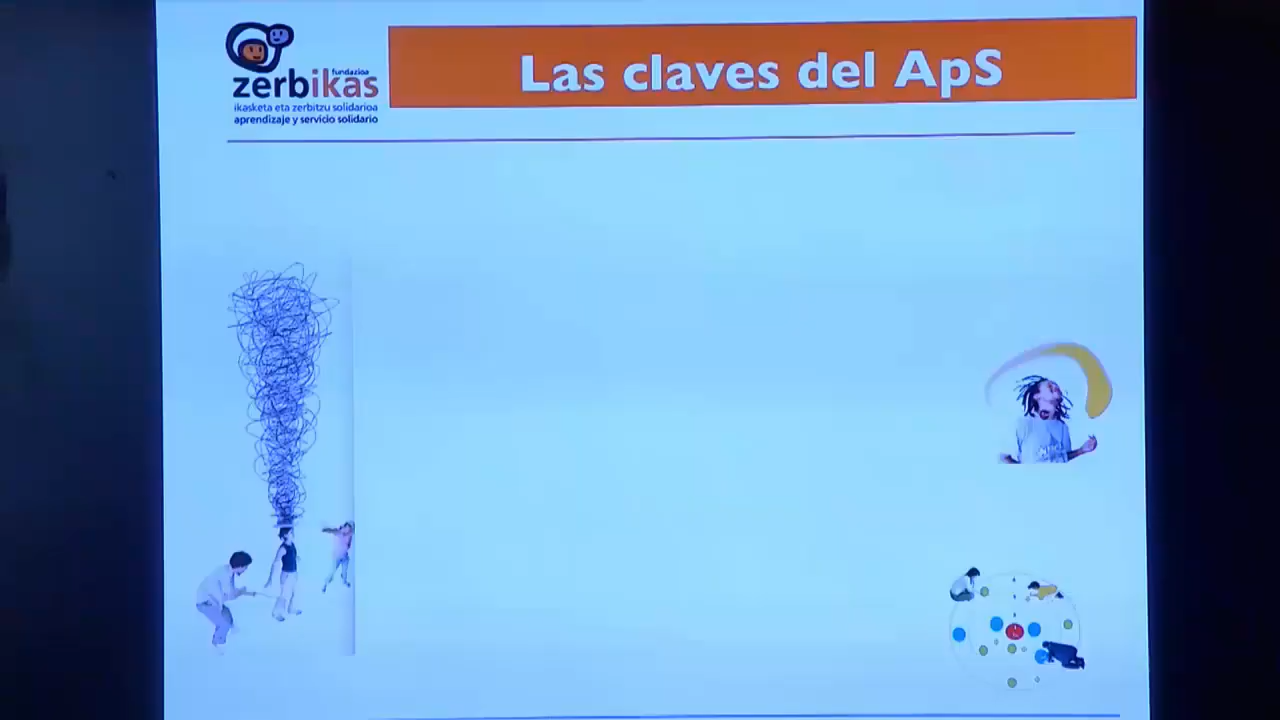 fundazioa
zerbikas
ikasketa eta zerbitzu solidarioa
aprendizaje y servicio solidario
Las claves del ApS